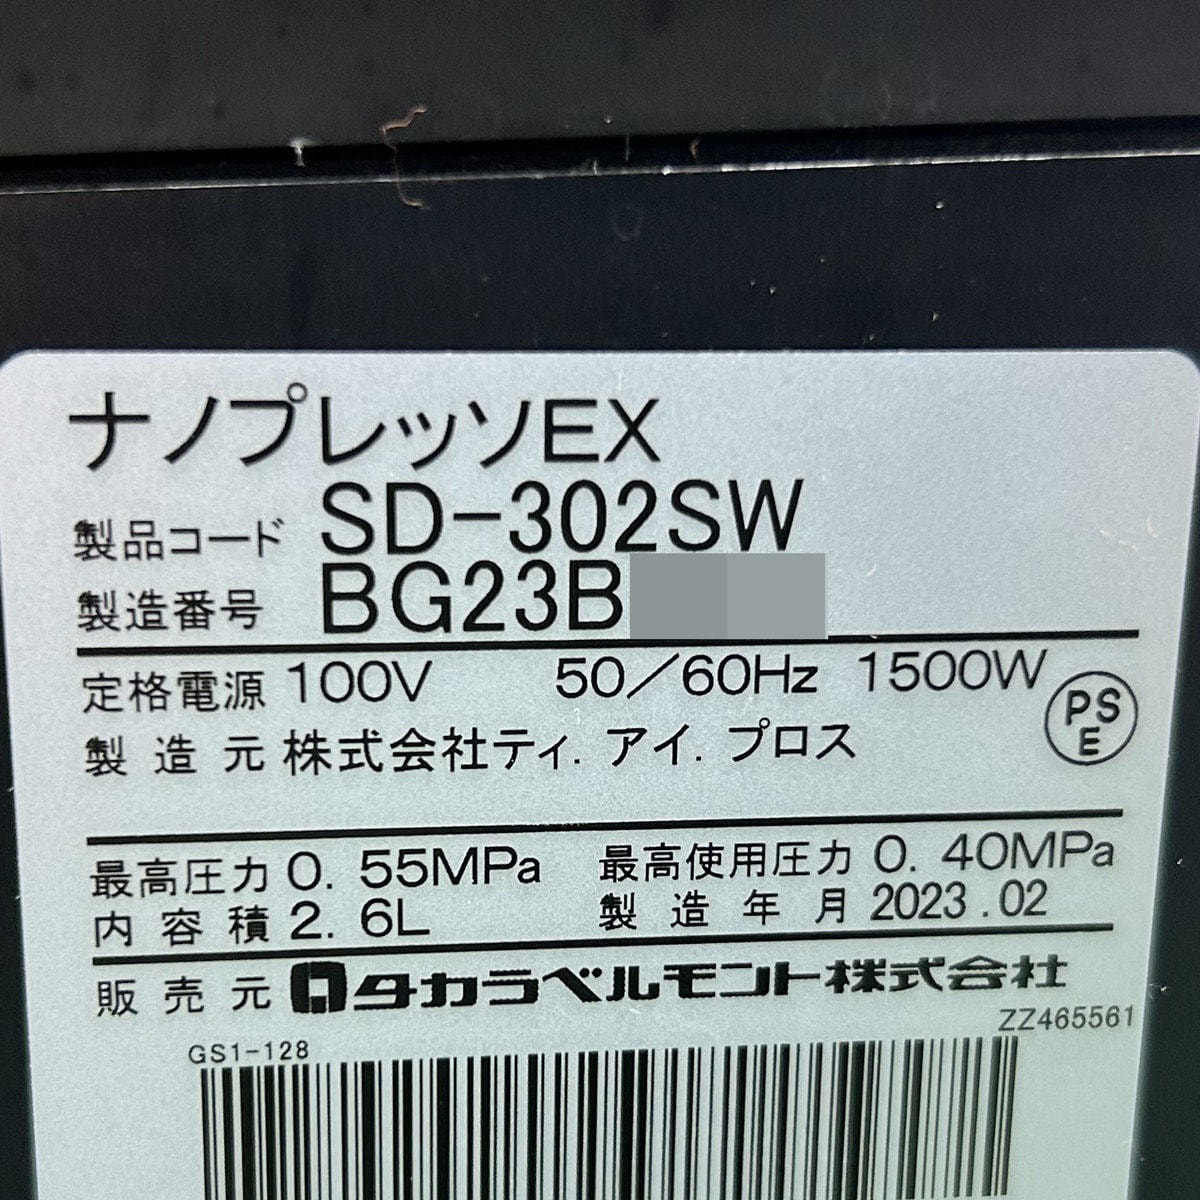 ナノプレッソEX
製品コード SD-302SW
製造番号 BG23B
定格電源 100V 50/60Hz 1500W
PS
E
製造元 株式会社ティ.アイ.プロス
最高圧力 0.55MPa 最高使用圧力 0.40MPa
内容積 2.6L 製造年月 2023.02
販売元 タカラベルモント株式会社
ZZ465561
GS1-128